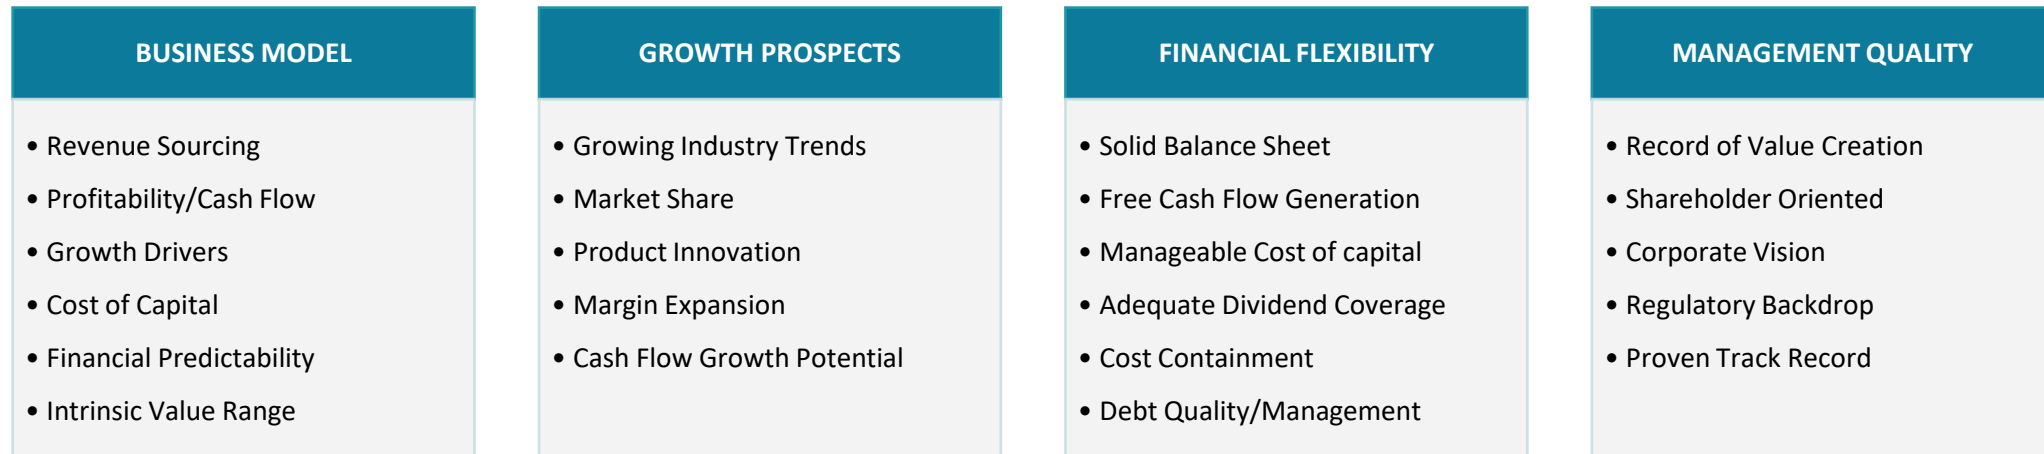 BUSINESS MODEL
• Revenue Sourcing
• Profitability/Cash Flow
• Growth Drivers
• Cost of Capital
• Financial Predictability
• Intrinsic Value Range
GROWTH PROSPECTS
• Growing Industry Trends
• Market Share
• Product Innovation
• Margin Expansion
• Cash Flow Growth Potential
FINANCIAL FLEXIBILITY
• Solid Balance Sheet
• Free Cash Flow Generation
• Manageable Cost of capital
• Adequate Dividend Coverage
• Cost Containment
• Debt Quality/Management
MANAGEMENT QUALITY
• Record of Value Creation
• Shareholder Oriented
• Corporate Vision
• Regulatory Backdrop
• Proven Track Record